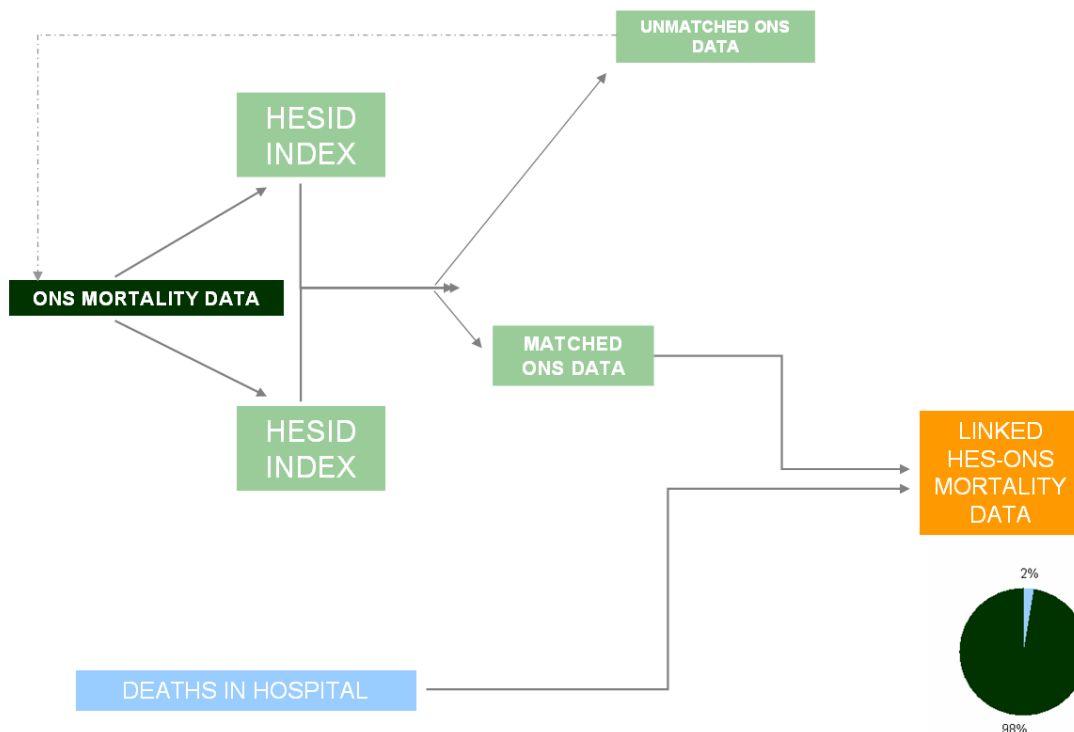 UNMATCHED ONS
DATA
HESID
INDEX
ONS MORTALITY DATA
MATCHED
ONS DATA
HESID
INDEX
LINKED
HES-ONS
MORTALITY
DATA
2%
DEATHS IN HOSPITAL
98%